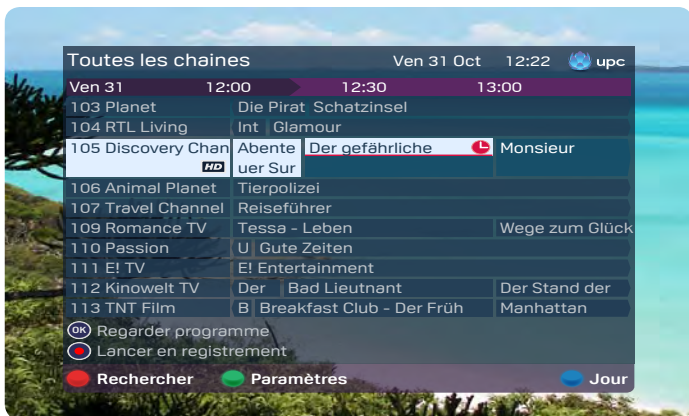 Toutes les chaines Ven 31 Oct 12:22 upc
Ven 31 12:00 12:30 13:00
103 Planet Die Pirat Schatzinsel
104 RTL Living Int Glamour
105 Discovery Chan Abente Der gefährliche Monsieur
HD uer Sur
106 Animal Planet Tierpolizei
107 Travel Channel Reiseführer
109 Romance TV Tessa - Leben Wege zum Glück
110 Passion U Gute Zeiten
111 E! TV E! Entertainment
112 Kinowelt TV Der Bad Lieutnant Der Stand der
113 TNT Film B Breakfast Club - Der Früh Manhattan
OK Regarder programme
Lancer en registrement
Rechercher Paramètres Jour